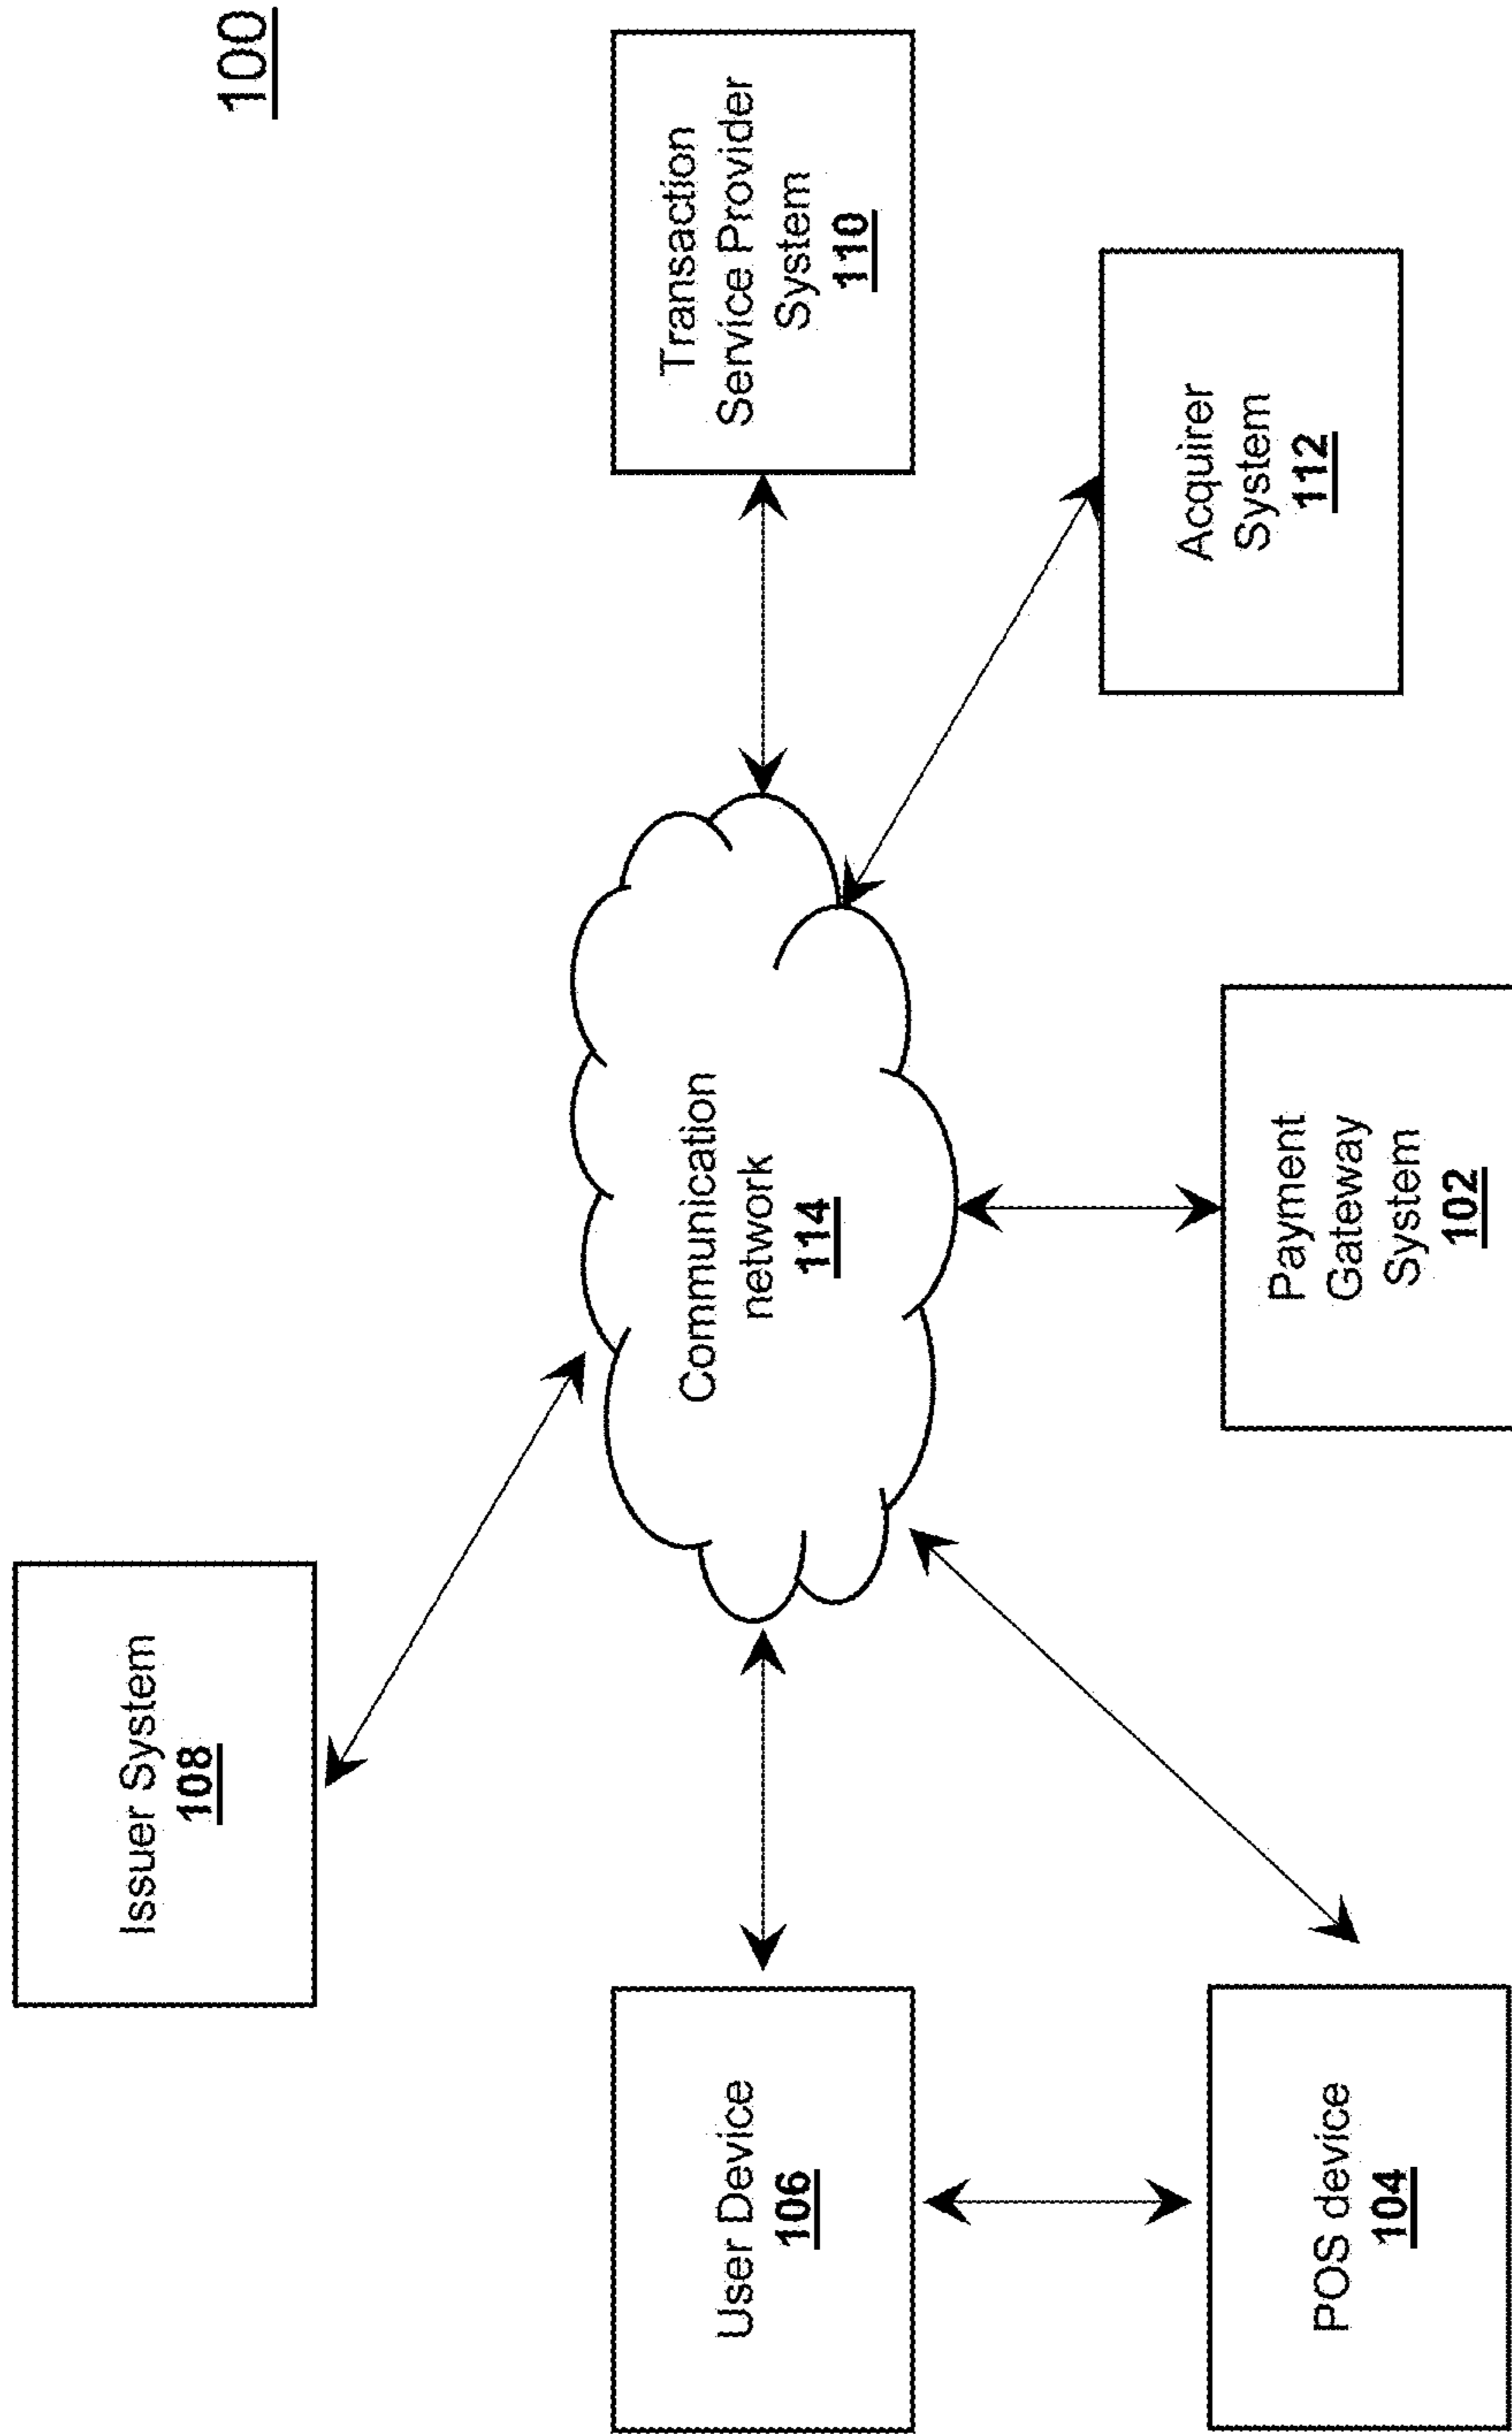 100
Issuer System
108
User Device
106
Communication
network
114
Transaction
Service Provider
System
110
POS device
104
Payment
Gateway
System
102
Acquirer
System
112